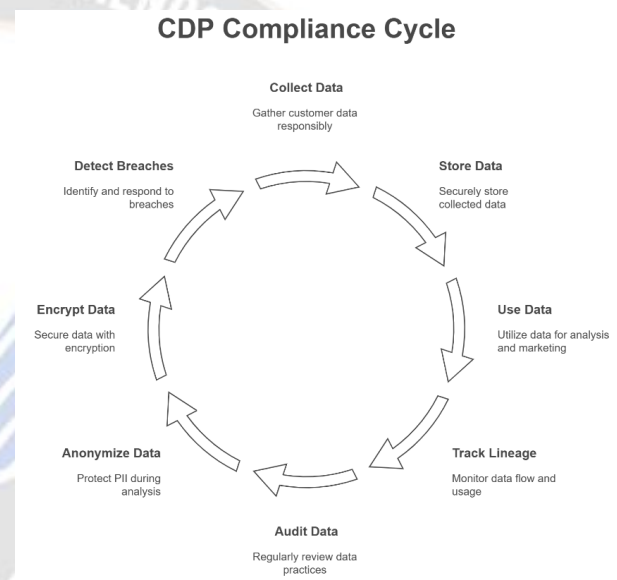 CDP Compliance Cycle
Collect Data
Gather customer data
responsibly
Store Data
Securely store
collected data
Use Data
Utilize data for analysis
and marketing
Track Lineage
Monitor data flow and
usage
Audit Data
Regularly review data
practices
Anonymize Data
Protect PII during
analysis
Encrypt Data
Secure data with
encryption
Detect Breaches
Identify and respond to
breaches